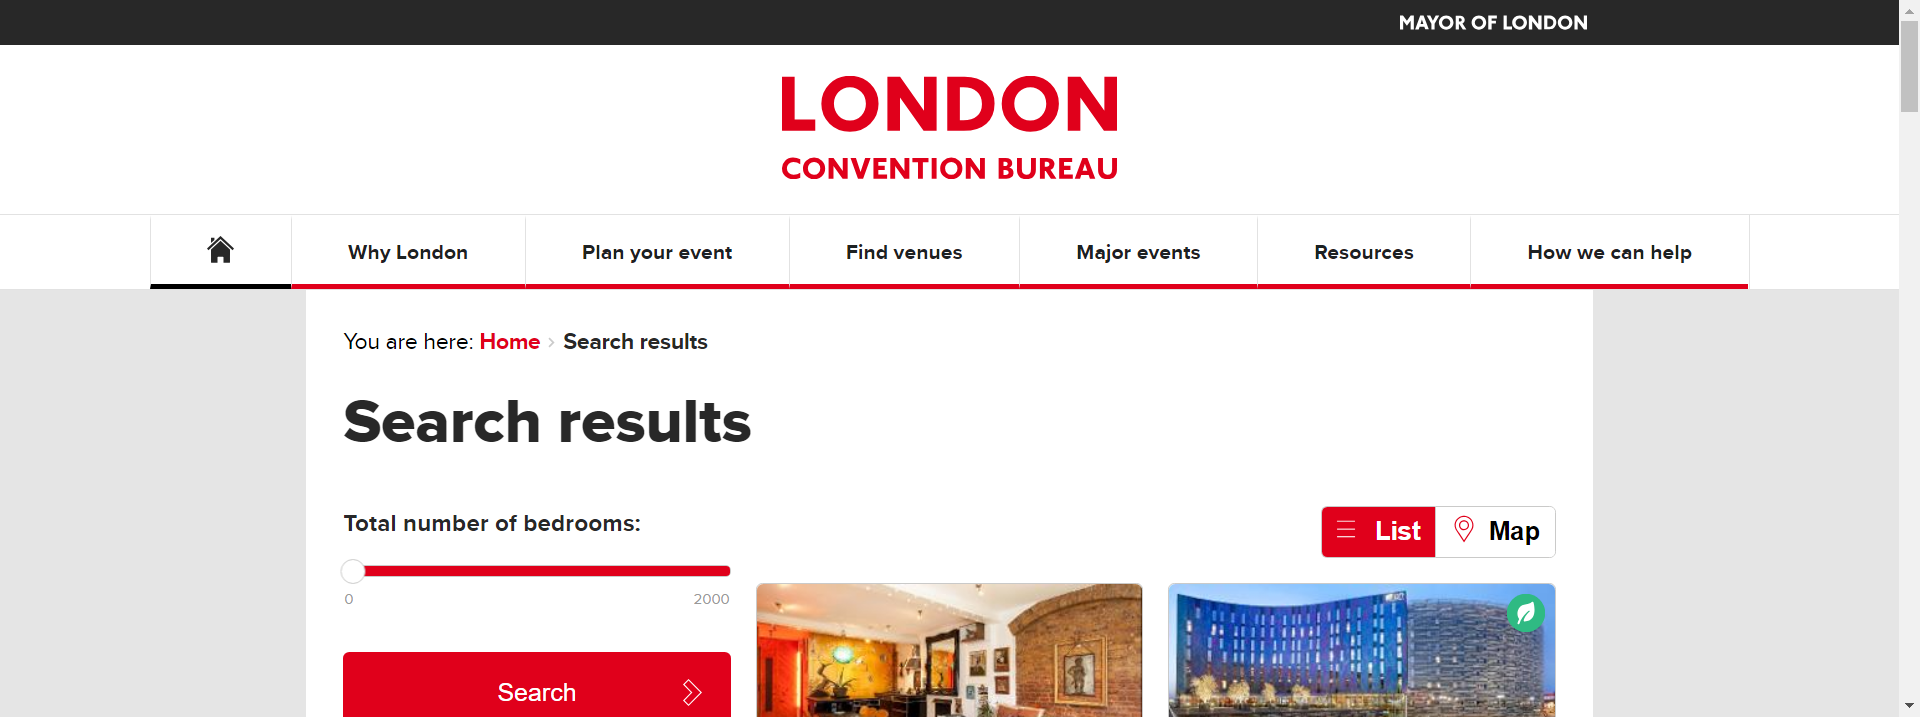 MAYOR OF LONDON
LONDON
CONVENTION BUREAU
Why London
Plan your event
Find venues
Major events
Resources
How we can help
You are here: Home › Search results
Search results
Total number of bedrooms:
0
2000
Search
List
Map